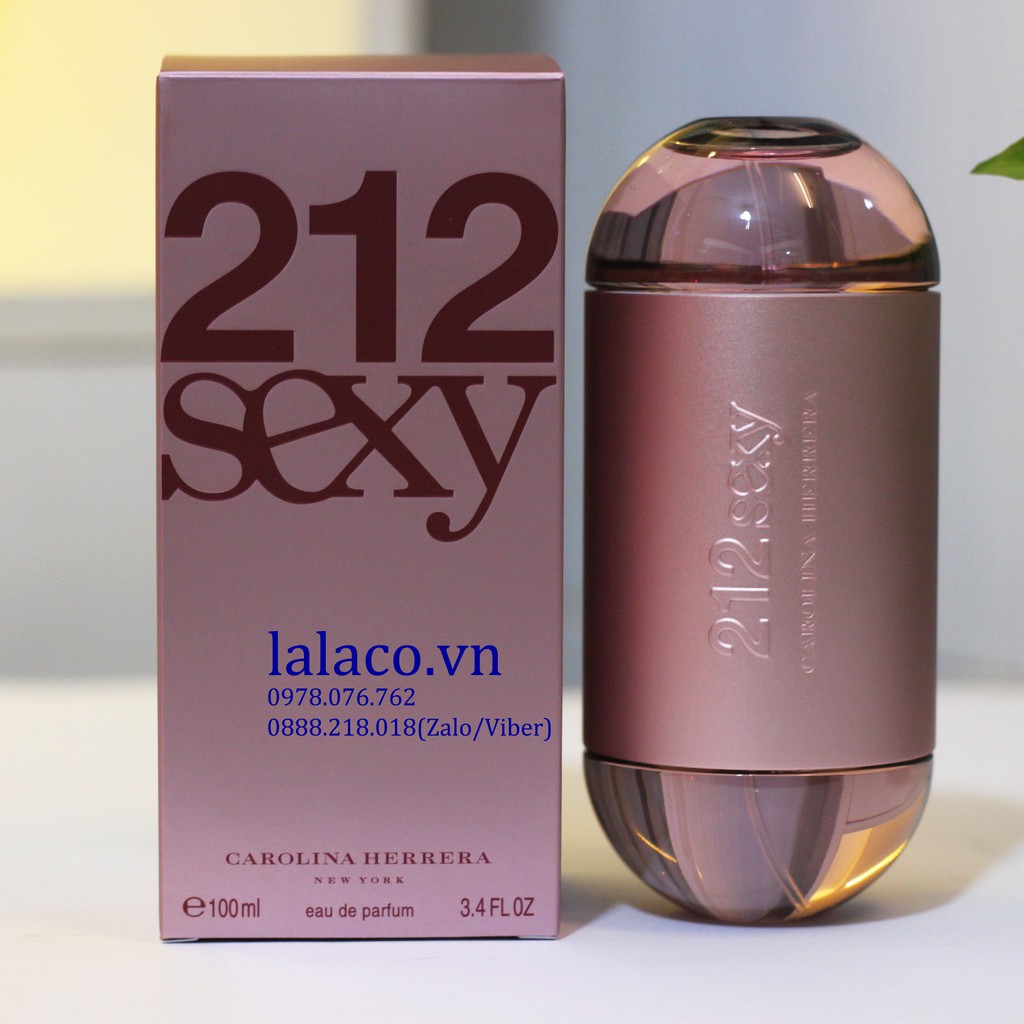 212
sexy
lalaco.vn
0978.076.762
0888.218.018(Zalo/Viber)
CAROLINA HERRERA
NEW YORK
℮100ml eau de parfum 3.4 FL OZ
212 sexy
CAROLINA HERRERA